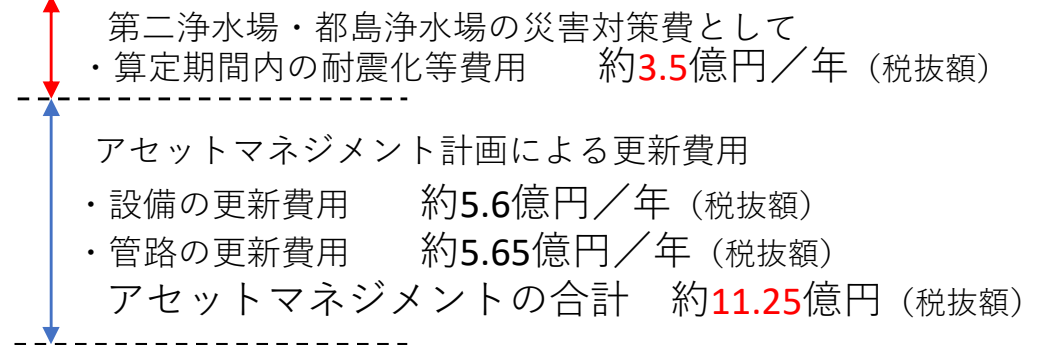 第二浄水場・都島浄水場の災害対策費として
・算定期間内の耐震化等費用　約3.5億円／年（税抜額）
アセットマネジメント計画による更新費用
・設備の更新費用　約5.6億円／年（税抜額）
・管路の更新費用　約5.65億円／年（税抜額）
アセットマネジメントの合計　約11.25億円（税抜額）